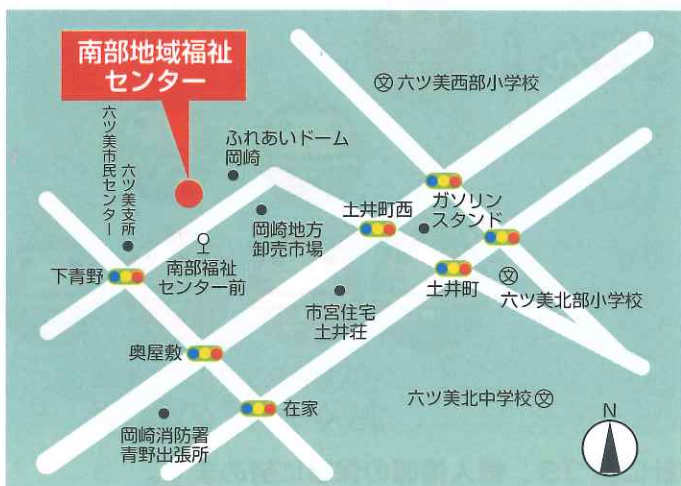 南部地域福祉
センター
六ツ美西部小学校
六ツ美市民センター
六ツ美支所
ふれあいドーム
岡崎
ガソリン
スタンド
土井町西
岡崎地方
卸売市場
下青野
南部福祉
センター前
土井町
六ツ美北部小学校
市営住宅
土井荘
奥屋敷
六ツ美北中学校
在家
N
岡崎消防署
青野出張所